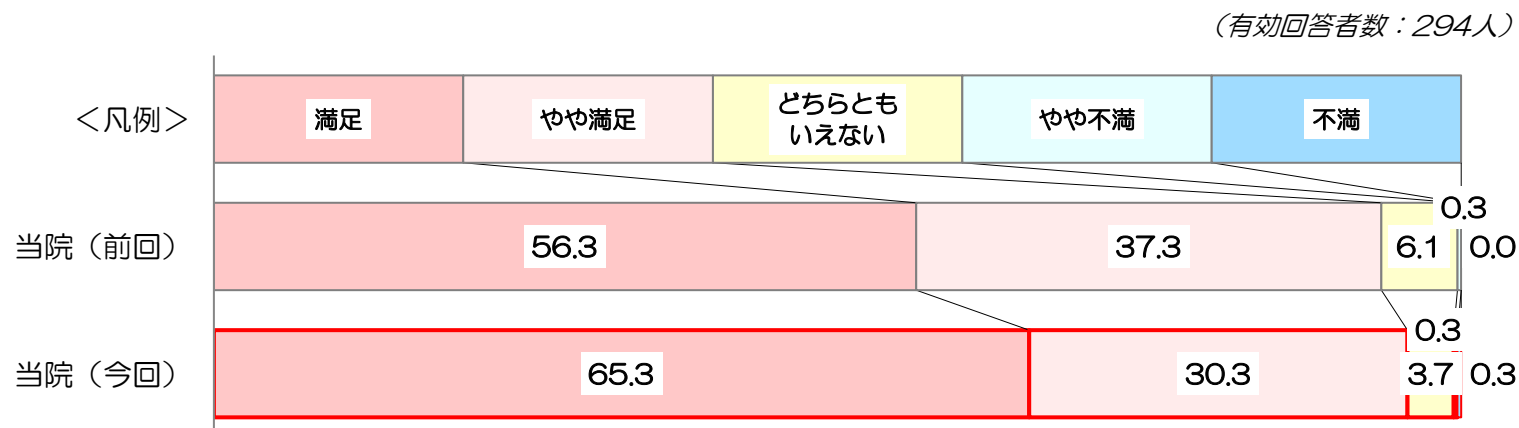 （有効回答者数：294人）
＜凡例＞
満足
やや満足
どちらとも
いえない
やや不満
不満
当院（前回）
56.3
37.3
6.1
0.3
0.0
当院（今回）
65.3
30.3
3.7
0.3
0.3